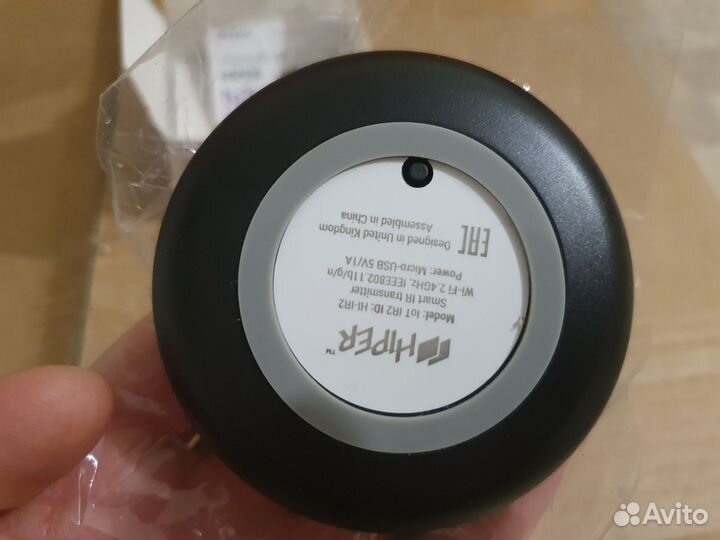 HIPER™
Model: IoT IR2 ID: HI-IR2
Smart IR transmitter
Wi-Fi 2.4GHz, IEEE802.11b/g/n
Power: Micro-USB 5V/1A
Designed in United Kingdom
Assembled in China
EAC
Avito